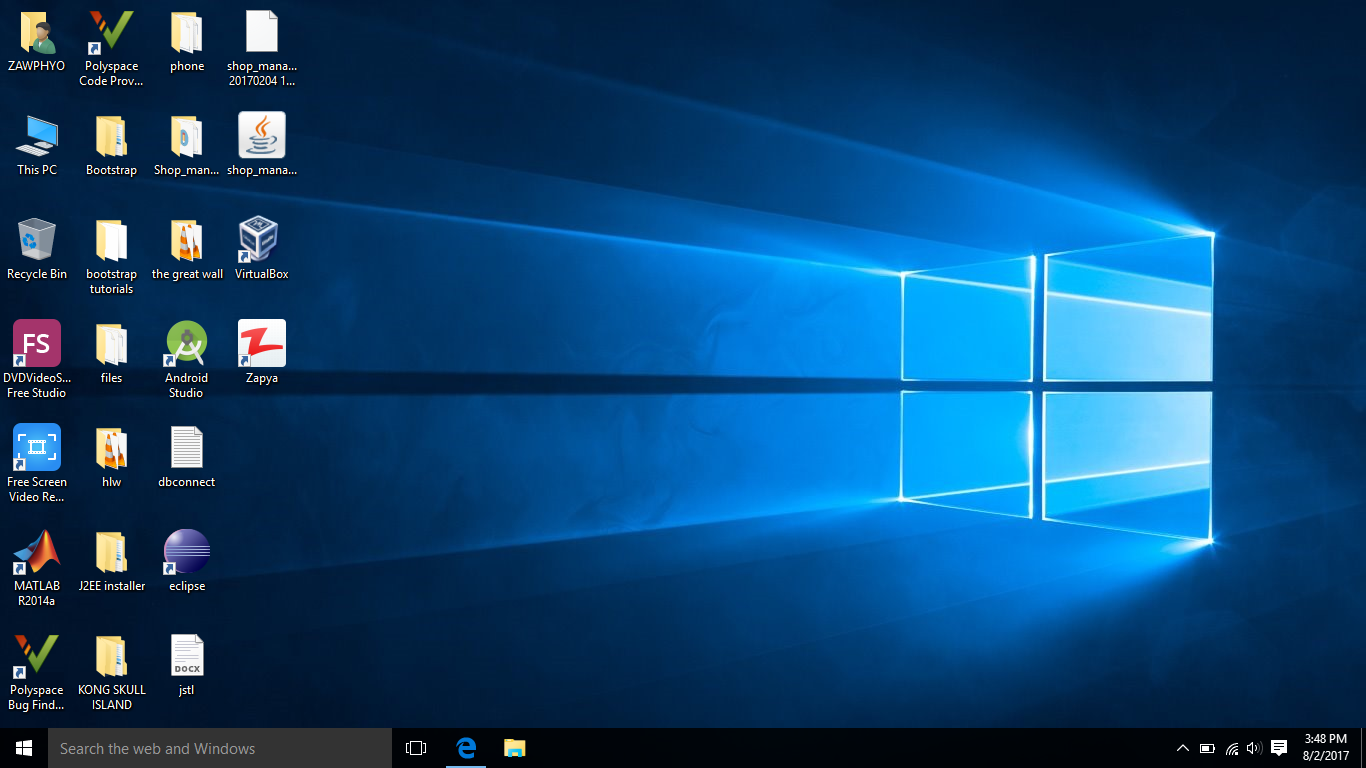 ZAWPHYO
Polyspace
Code Prov...
phone
shop_mana...
20170204 1...
This PC
Bootstrap
Shop_man...
shop_mana...
Recycle Bin
bootstrap
tutorials
the great wall
VirtualBox
FS
DVDVideoS...
Free Studio
files
Android
Studio
Zapya
Free Screen
Video Re...
hlw
dbconnect
MATLAB
R2014a
J2EE installer
eclipse
Polyspace
Bug Find...
KONG SKULL
ISLAND
DOCX
jstl
Search the web and Windows
3:48 PM
8/2/2017